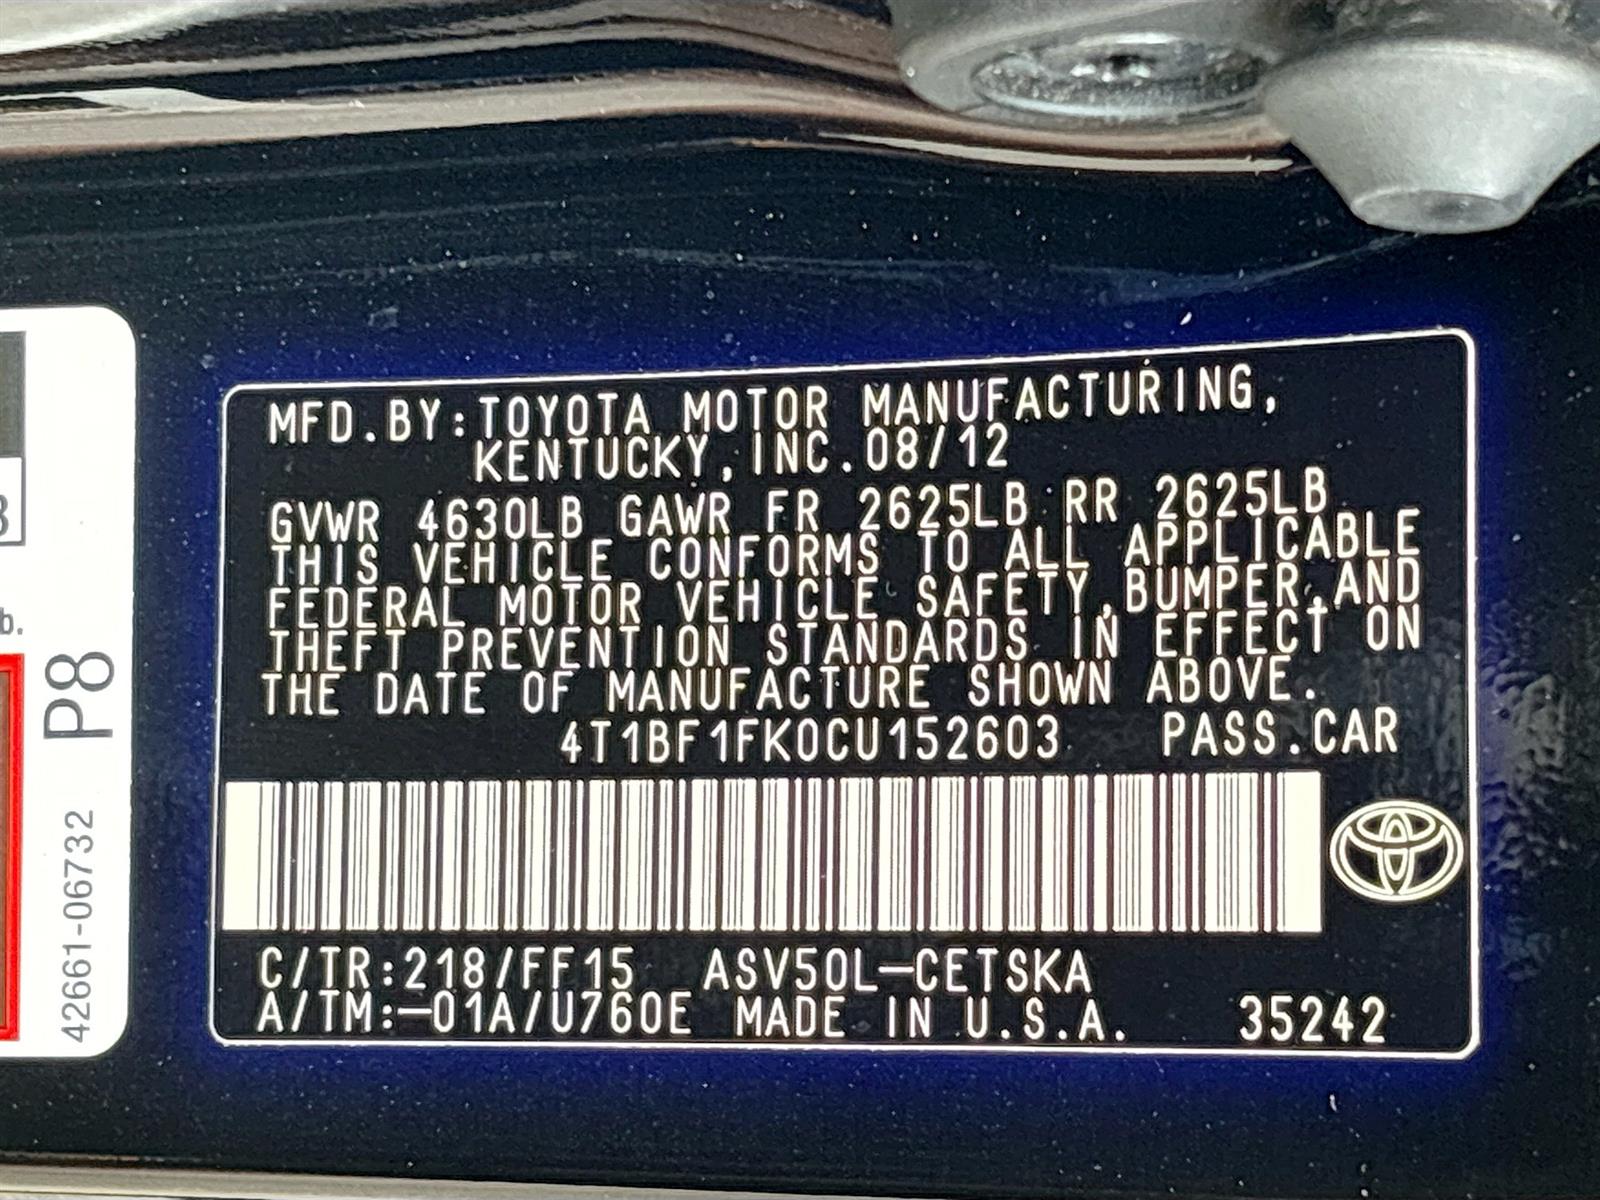 MFD.BY:TOYOTA MOTOR MANUFACTURING,
KENTUCKY,INC.08/12
GVWR 4630LB GAWR FR 2625LB RR 2625LB
THIS VEHICLE CONFORMS TO ALL APPLICABLE
FEDERAL MOTOR VEHICLE SAFETY,BUMPER,AND
THEFT PREVENTION STANDARDS IN EFFECT ON
THE DATE OF MANUFACTURE SHOWN ABOVE.
4T1BF1FK0CU152603 PASS.CAR
C/TR:218/FF15 ASV50L-CETSKA
A/TM:-01A/U760E MADE IN U.S.A. 35242
b.
P8
42661-06732